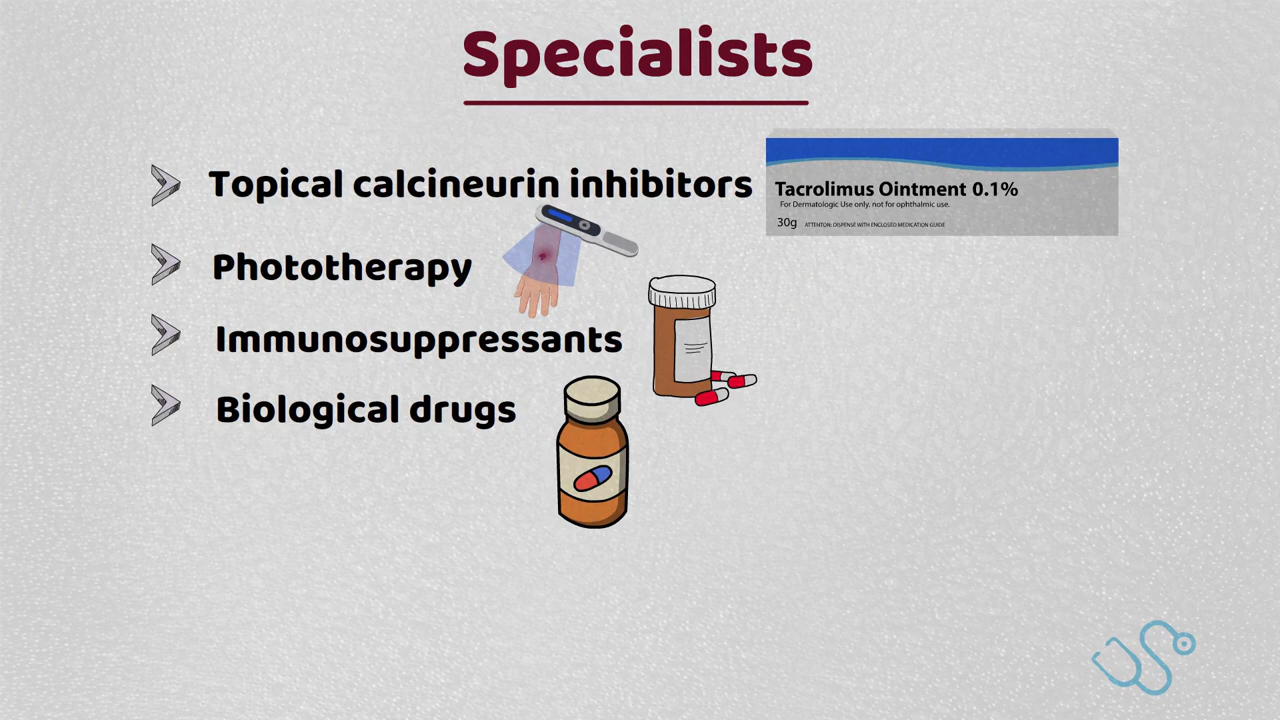 Specialists
Topical calcineurin inhibitors
Tacrolimus Ointment 0.1%
For Dermatologic Use only, not for ophthalmic use.
30g ATTENTON: DISPENSE WITH ENCLOSED MEDICATION GUIDE
Phototherapy
Immunosuppressants
Biological drugs